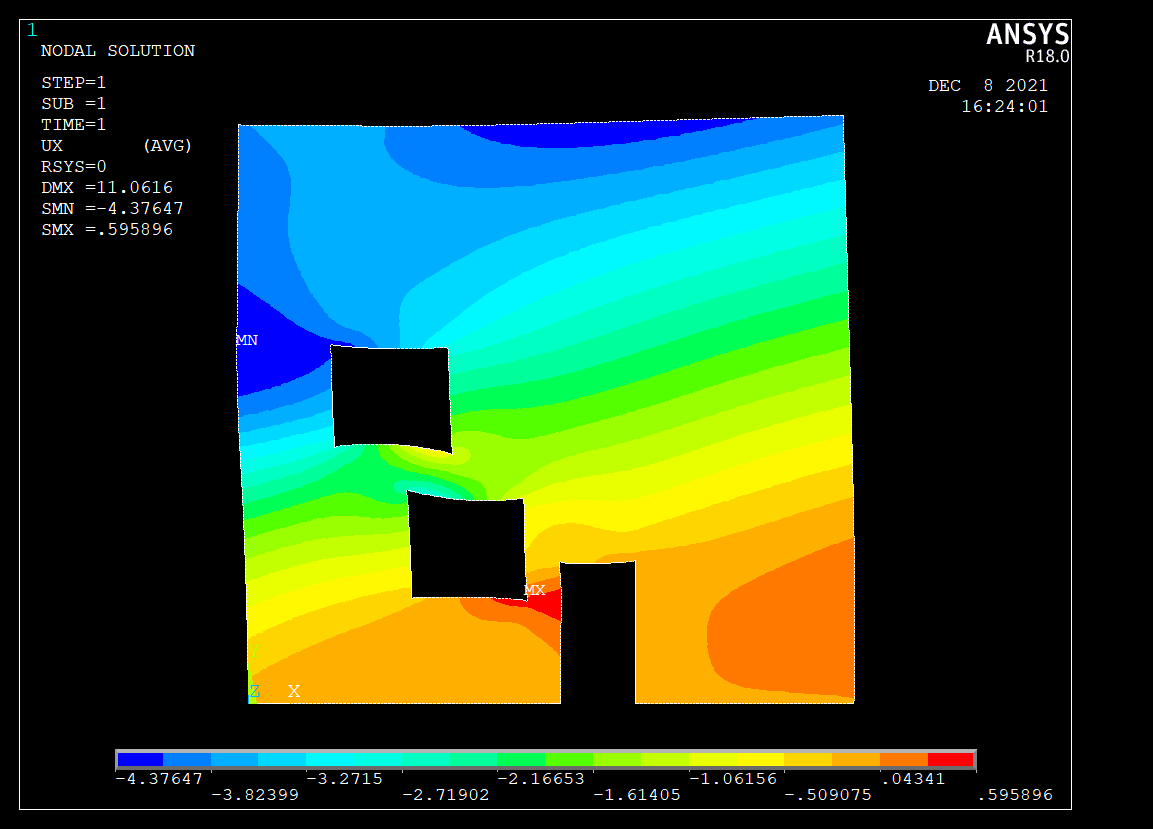 1
NODAL SOLUTION
STEP=1
SUB =1
TIME=1
UX (AVG)
RSYS=0
DMX =11.0616
SMN =-4.37647
SMX =.595896
ANSYS
R18.0
DEC 8 2021
16:24:01
MN
MX
Y
Z X
-4.37647 -3.2715 -2.16653 -1.06156 .04341
-3.82399 -2.71902 -1.61405 -.509075 .595896